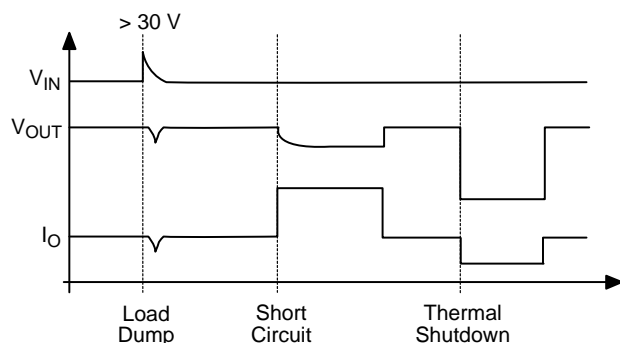 > 30 V
VIN
VOUT
IO
Load
Dump
Short
Circuit
Thermal
Shutdown